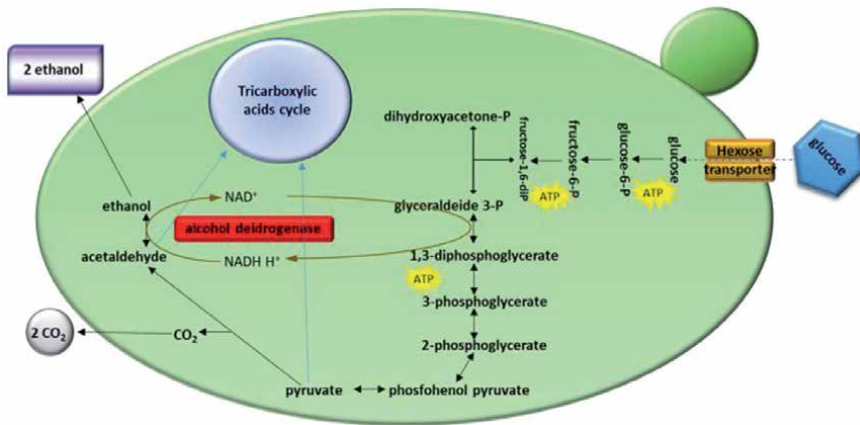 2 ethanol
Tricarboxylic
acids cycle
dihydroxyacetone-P
fructose-1,6-diP
fructose-6-P
glucose-6-P
glucose
Hexose
transporter
glucose
ATP
ATP
ethanol
NAD⁺
glyceraldeide 3-P
alcohol deidrogenase
acetaldehyde
NADH H⁺
1,3-diphosphoglycerate
ATP
3-phosphoglycerate
2 CO₂
CO₂
2-phosphoglycerate
pyruvate
phosfohenol pyruvate